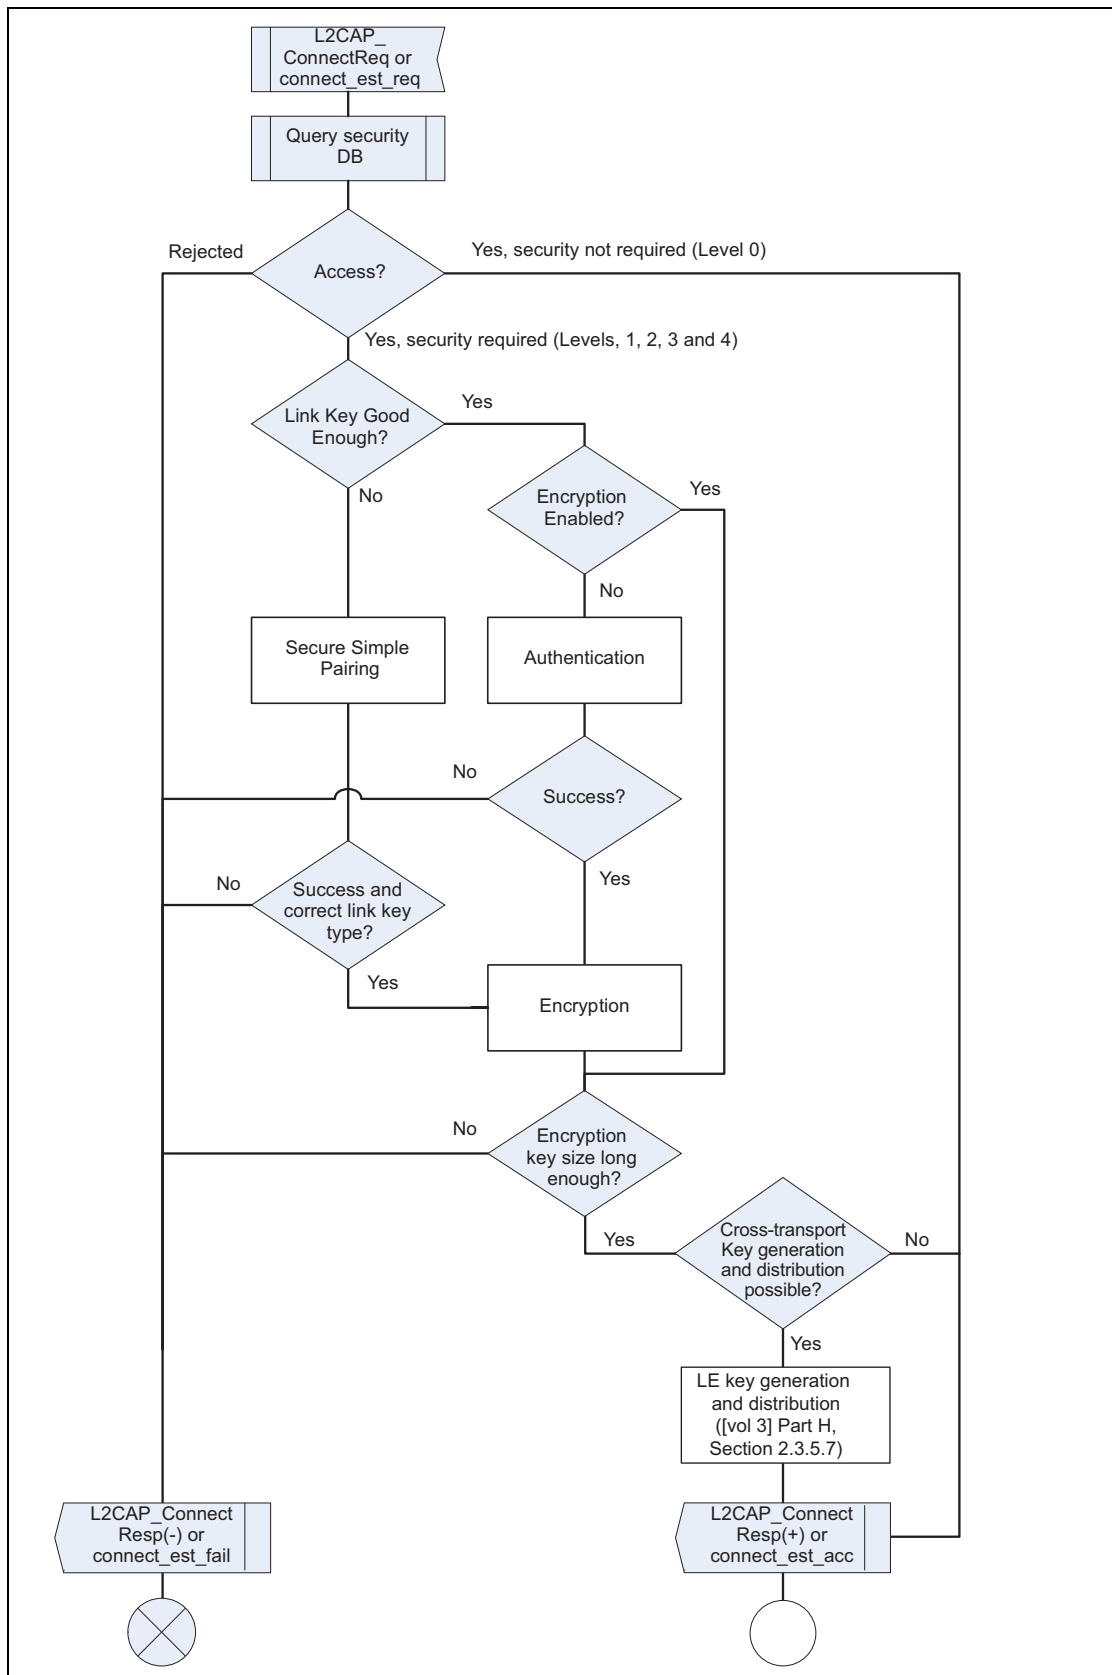 L2CAP_
ConnectReq or
connect_est_req
Query security
DB
Rejected
Access?
Yes, security not required (Level 0)
Yes, security required (Levels, 1, 2, 3 and 4)
Link Key Good
Enough?
Yes
No
Encryption
Enabled?
Yes
No
Secure Simple
Pairing
Authentication
No
Success?
Yes
No
Success and
correct link key
type?
Yes
Encryption
No
Encryption
key size long
enough?
Yes
Cross-transport
Key generation
and distribution
possible?
No
Yes
LE key generation
and distribution
([vol 3] Part H,
Section 2.3.5.7)
L2CAP_Connect
Resp(-) or
connect_est_fail
L2CAP_Connect
Resp(+) or
connect_est_acc